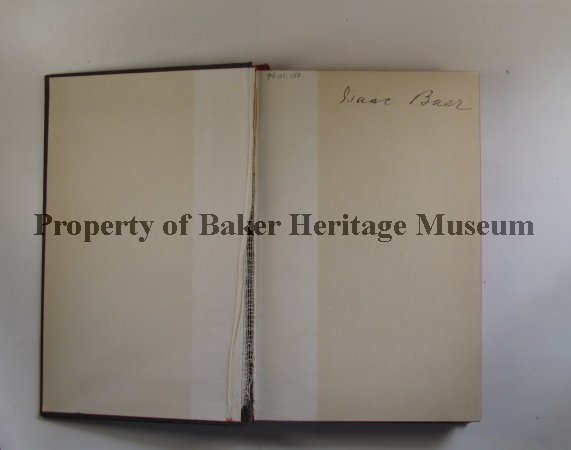 94.01.150
Isaac Baer
Property of Baker Heritage Museum